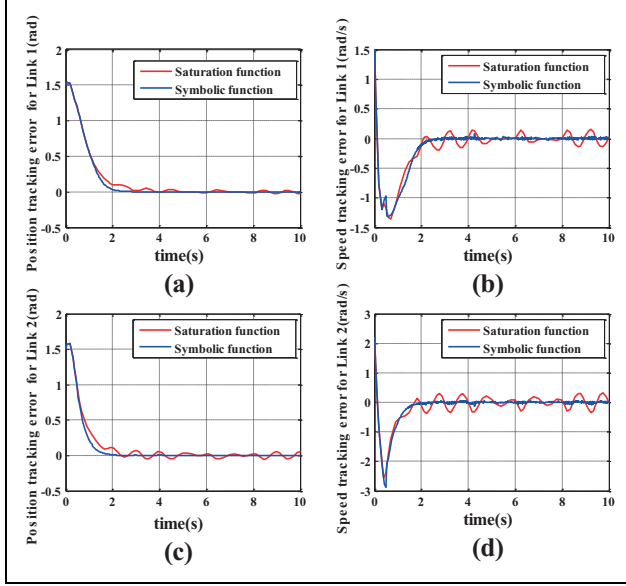 Position tracking error for Link 1(rad)
2
1.5
1
0.5
0
-0.5
0 2 4 6 8 10
Saturation function
Symbolic function
time(s)
(a)
Speed tracking error for Link 1(rad/s)
1.5
1
0.5
0
-0.5
-1
-1.5
0 2 4 6 8 10
Saturation function
Symbolic function
time(s)
(b)
Position tracking error for Link 2(rad)
2
1.5
1
0.5
0
-0.5
0 2 4 6 8 10
Saturation function
Symbolic function
time(s)
(c)
Speed tracking error for Link 2(rad/s)
3
2
1
0
-1
-2
3
0 2 4 6 8 10
Saturation function
Symbolic function
time(s)
(d)